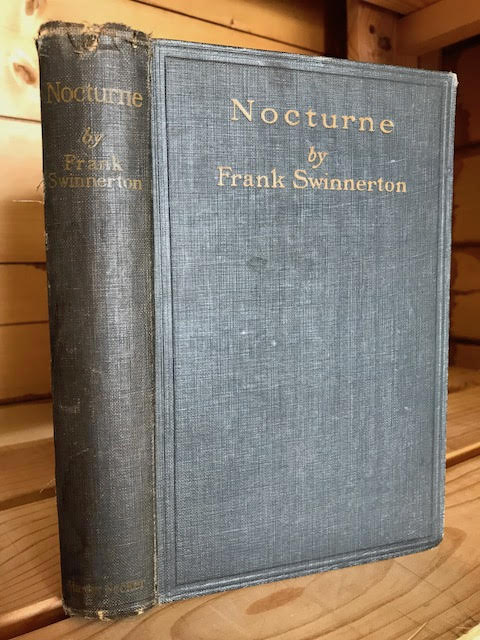 Nocturne
by
Frank
Swinnerton
Nocturne
by
Frank Swinnerton